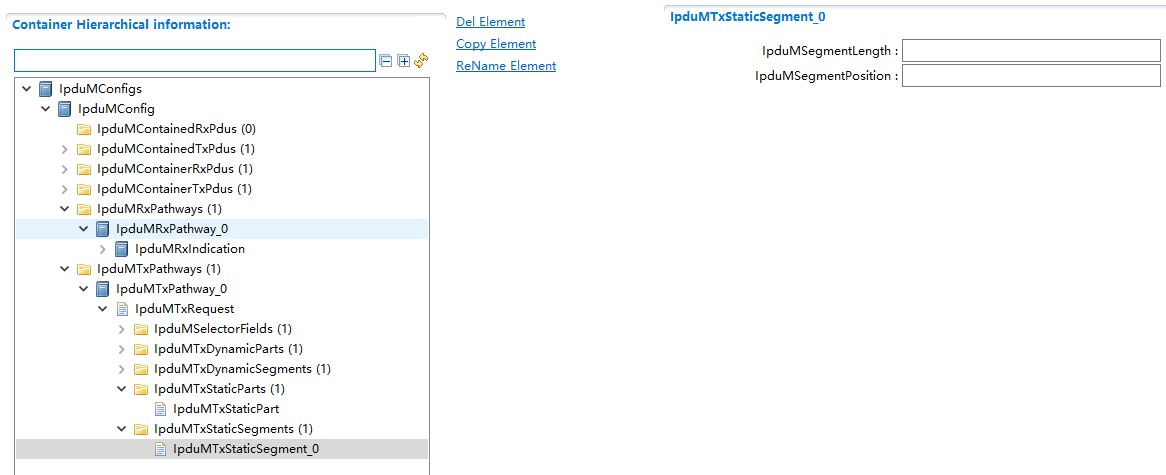 Container Hierarchical information:
IpduMConfigs
IpduMConfig
IpduMContainedRxPdus (0)
IpduMContainedTxPdus (1)
IpduMContainerRxPdus (1)
IpduMContainerTxPdus (1)
IpduMRxPathways (1)
IpduMRxPathway_0
IpduMRxIndication
IpduMTxPathways (1)
IpduMTxPathway_0
IpduMTxRequest
IpduMSelectorFields (1)
IpduMTxDynamicParts (1)
IpduMTxDynamicSegments (1)
IpduMTxStaticParts (1)
IpduMTxStaticPart
IpduMTxStaticSegments (1)
IpduMTxStaticSegment_0
Del Element
Copy Element
ReName Element
IpduMTxStaticSegment_0
IpduMSegmentLength :
IpduMSegmentPosition :